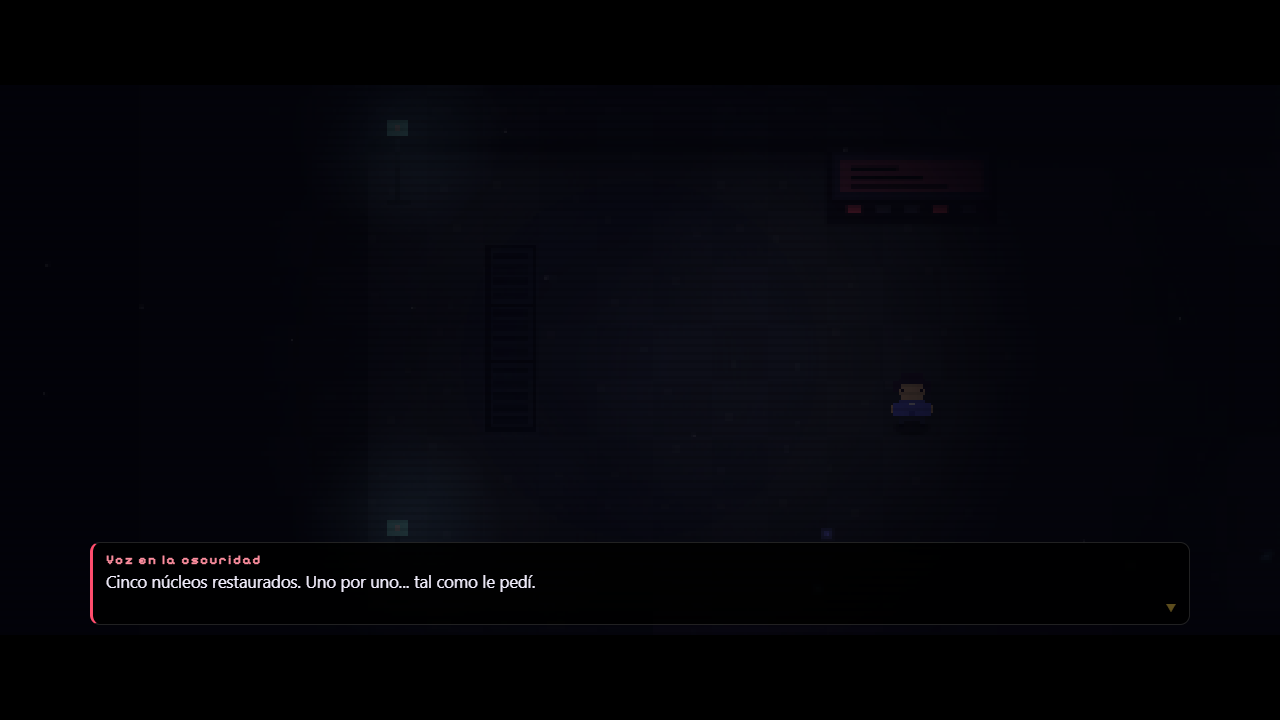 Voz en la oscuridad
Cinco núcleos restaurados. Uno por uno... tal como le pedí.